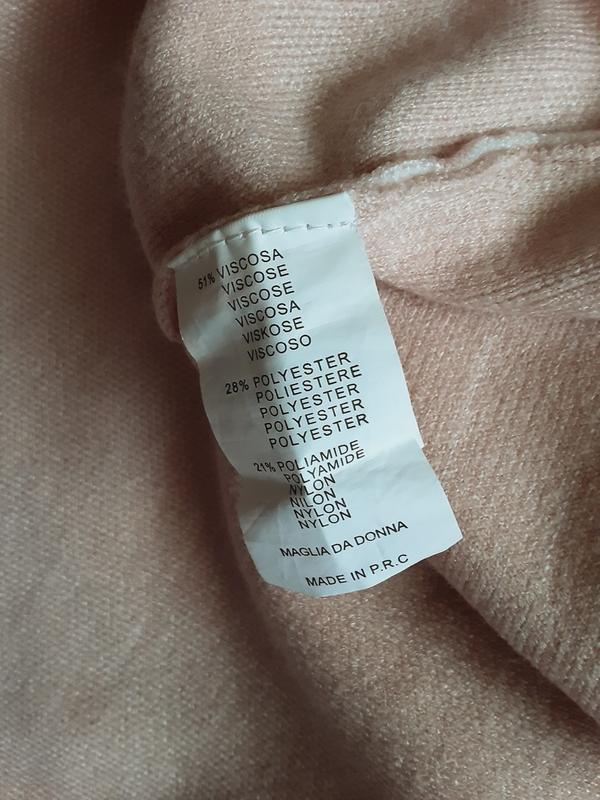 51% VISCOSA
VISCOSE
VISCOSE
VISCOSA
VISKOSE
VISCOSO
28% POLYESTER
POLIESTERE
POLYESTER
POLYESTER
POLYESTER
21% POLIAMIDE
POLYAMIDE
NYLON
NILON
NYLON
NYLON
MAGLIA DA DONNA
MADE IN P.R.C